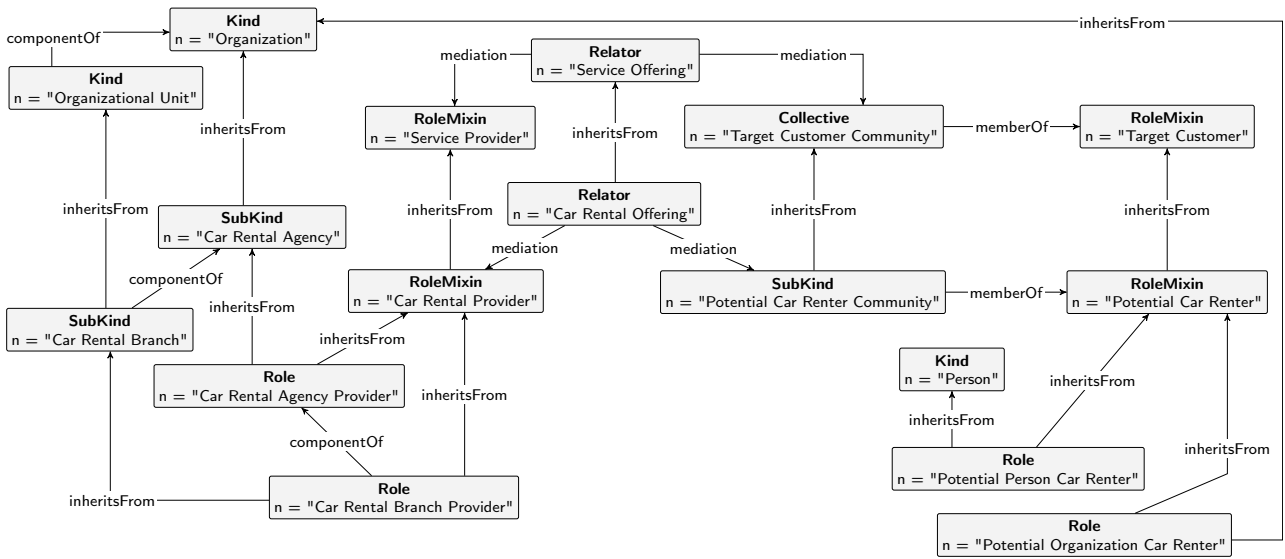 Kind
n = "Organization"
inheritsFrom
componentOf
Kind
n = "Organizational Unit"
mediation
Relator
n = "Service Offering"
mediation
RoleMixin
n = "Service Provider"
inheritsFrom
inheritsFrom
Collective
n = "Target Customer Community"
memberOf
RoleMixin
n = "Target Customer"
inheritsFrom
SubKind
n = "Car Rental Agency"
inheritsFrom
Relator
n = "Car Rental Offering"
inheritsFrom
inheritsFrom
mediation
mediation
componentOf
RoleMixin
n = "Car Rental Provider"
SubKind
n = "Potential Car Renter Community"
memberOf
RoleMixin
n = "Potential Car Renter"
inheritsFrom
SubKind
n = "Car Rental Branch"
inheritsFrom
Role
n = "Car Rental Agency Provider"
inheritsFrom
Kind
n = "Person"
inheritsFrom
inheritsFrom
componentOf
inheritsFrom
Role
n = "Potential Person Car Renter"
inheritsFrom
Role
n = "Car Rental Branch Provider"
Role
n = "Potential Organization Car Renter"